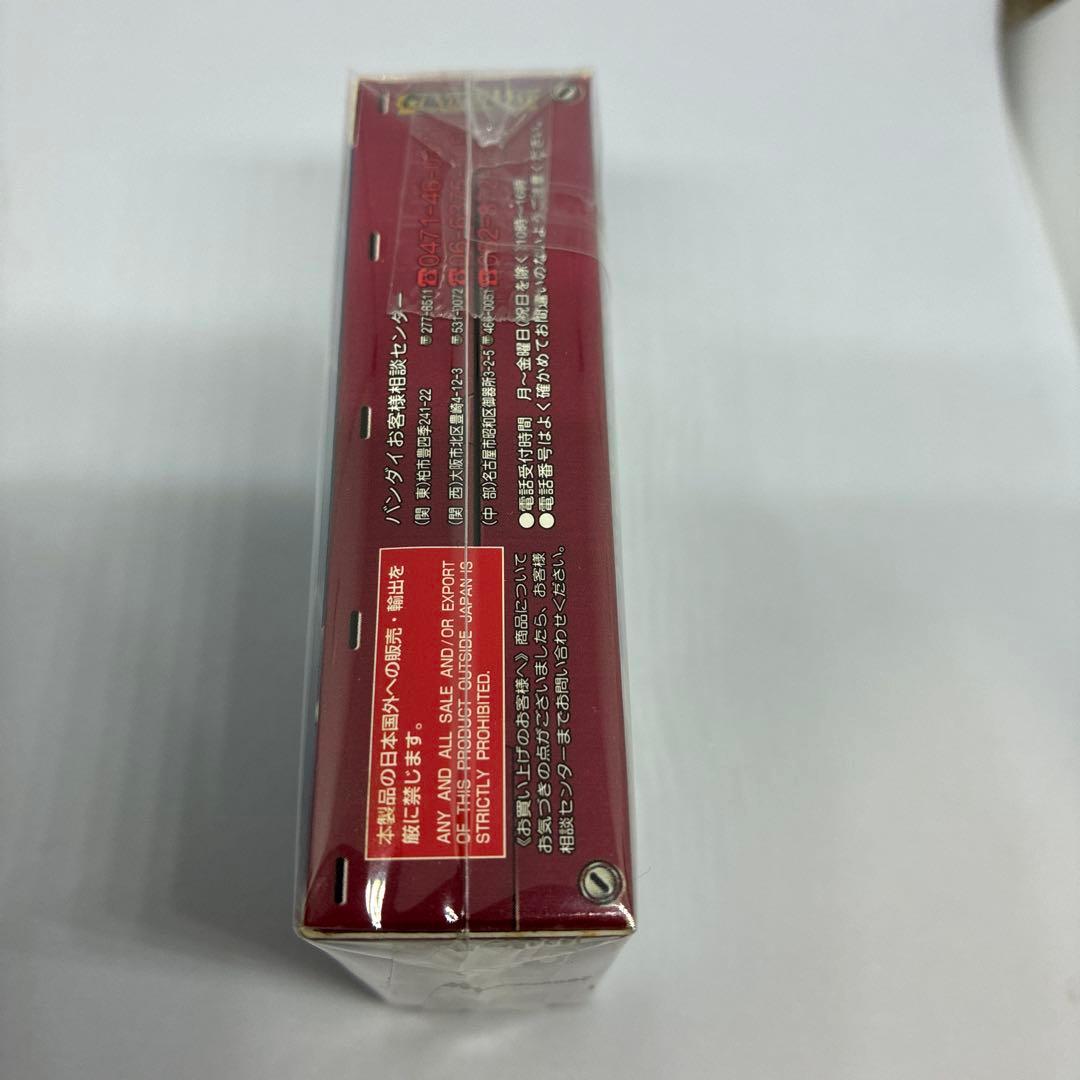 バンダイお客様相談センター
(関 東)柏市豊四季241-22 〒277-8511 ☎0471-46-
(関 西)大阪市北区豊崎4-12-3 〒531-0072 ☎06-
(中 部)名古屋市昭和区御器所3-2-5 〒466-0051
●電話受付時間 月～金曜日(祝日を除く)10時～16時
●電話番号はよく確かめてお間違いのないようご注意ください。
本製品の日本国外への販売・輸出を
厳に禁じます。
ANY AND ALL SALE AND/OR EXPORT
OF THIS PRODUCT OUTSIDE JAPAN IS
STRICTLY PROHIBITED.
《お買い上げのお客様へ》商品について
お気づきの点がございましたら、お客様
相談センターまでお問い合わせください。